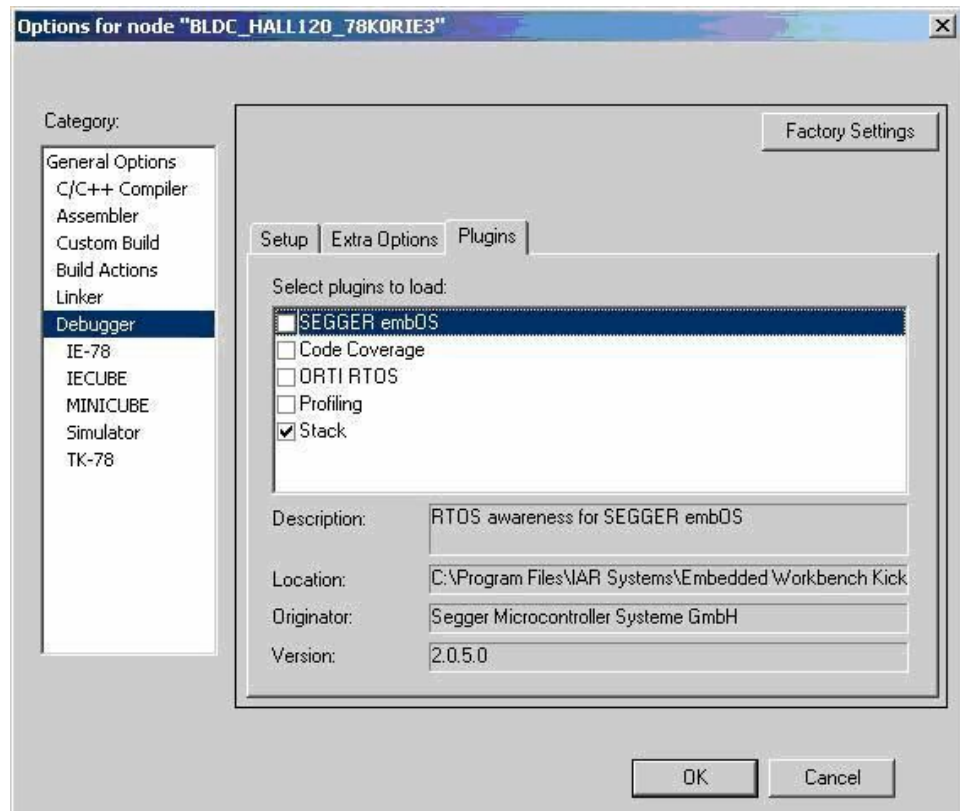 Options for node "BLDC_HALL120_78K0RIE3"
Category:
Factory Settings
General Options
C/C++ Compiler
Assembler
Custom Build
Build Actions
Linker
Debugger
IE-78
IECUBE
MINICUBE
Simulator
TK-78
Setup
Extra Options
Plugins
Select plugins to load:
SEGGER embOS
Code Coverage
ORTI RTOS
Profiling
Stack
Description:
RTOS awareness for SEGGER embOS
Location:
C:\Program Files\IAR Systems\Embedded Workbench Kick
Originator:
Segger Microcontroller Systeme GmbH
Version:
2.0.5.0
OK
Cancel